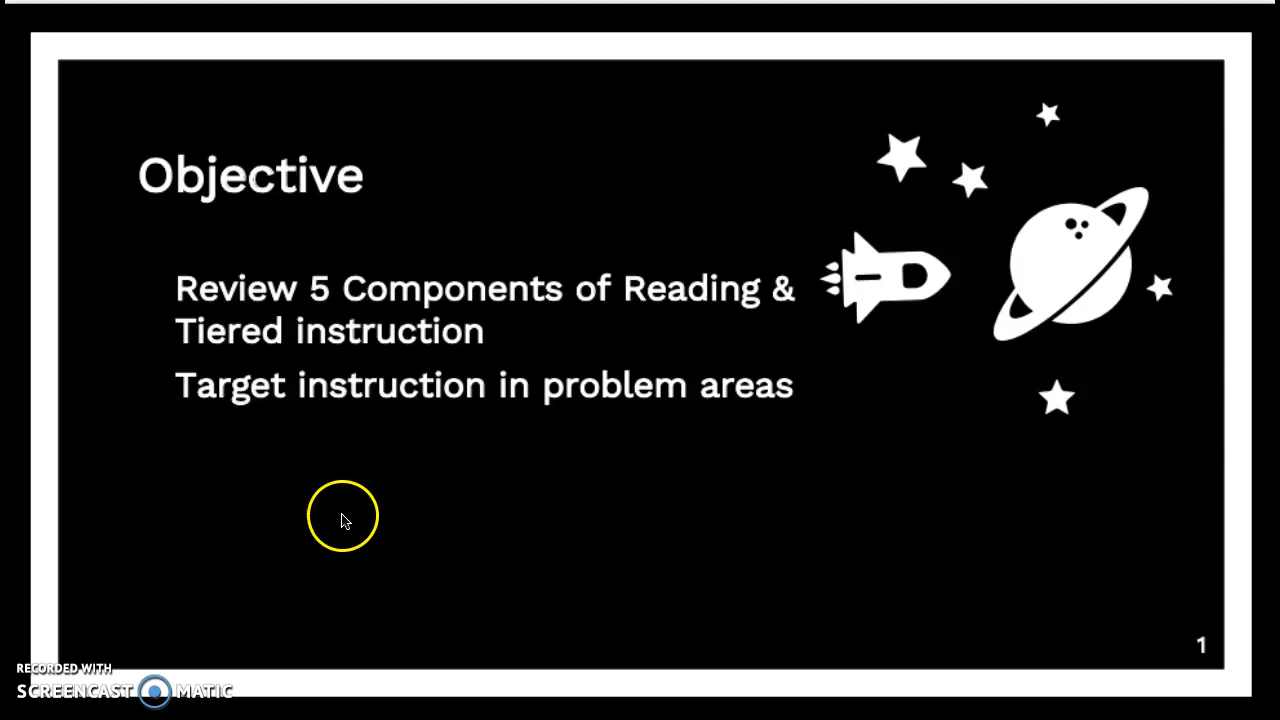 Objective
Review 5 Components of Reading &
Tiered instruction
Target instruction in problem areas
1
RECORDED WITH
SCREENCAST MATIC